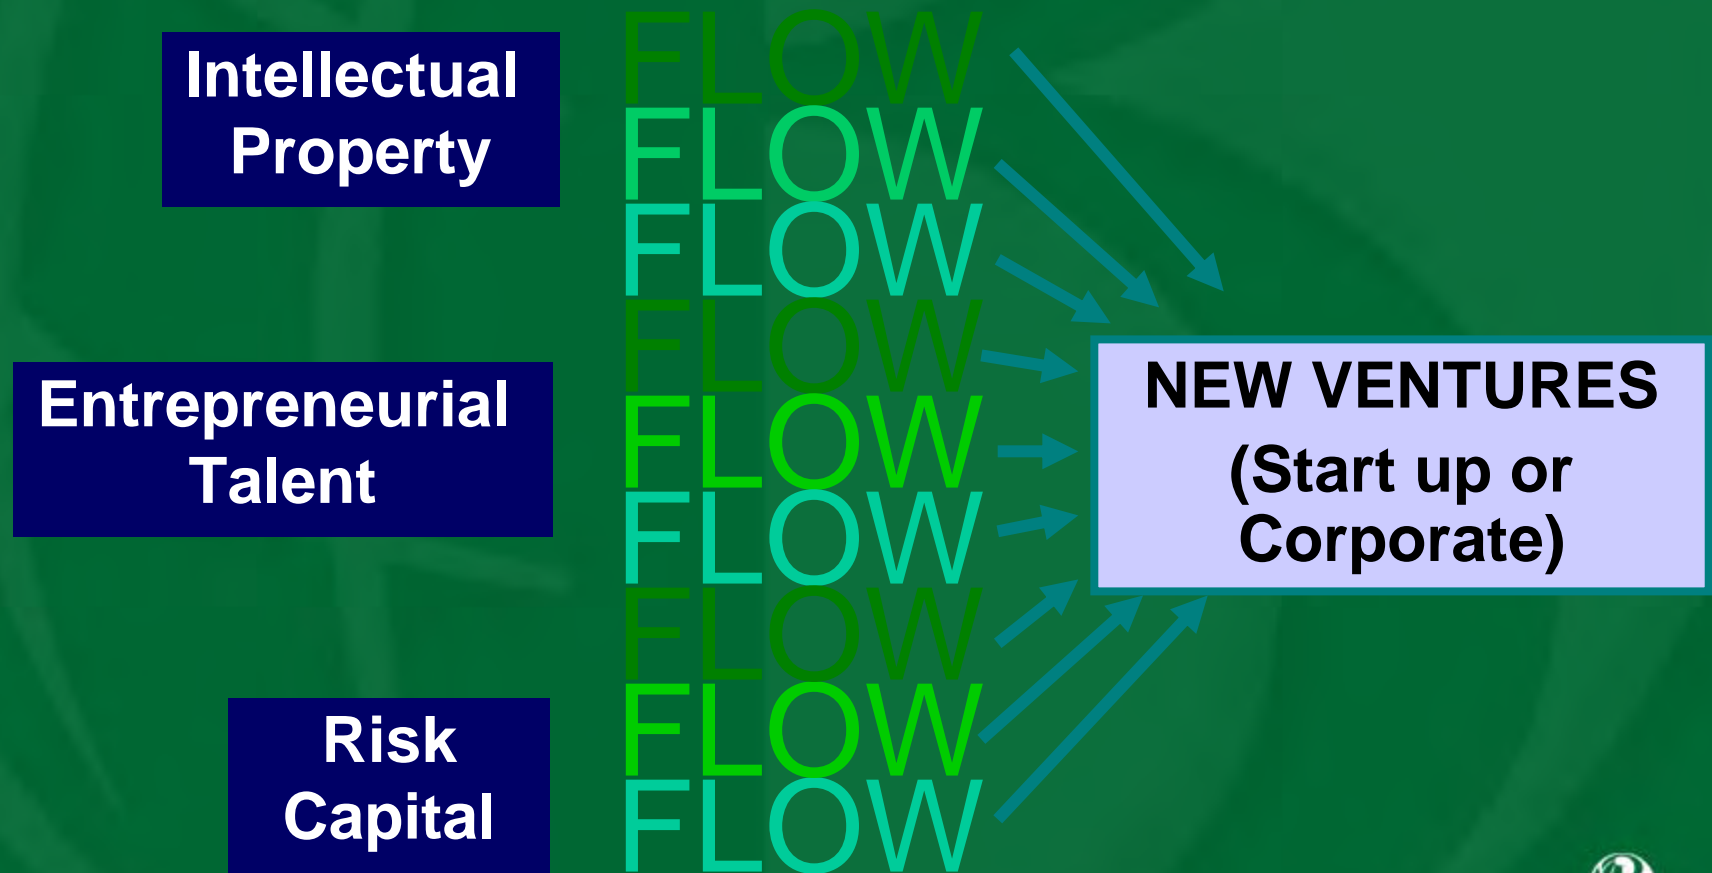 Intellectual
Property
Entrepreneurial
Talent
Risk
Capital
FLOW
FLOW
FLOW
FLOW
FLOW
FLOW
FLOW
FLOW
FLOW
NEW VENTURES
(Start up or
Corporate)